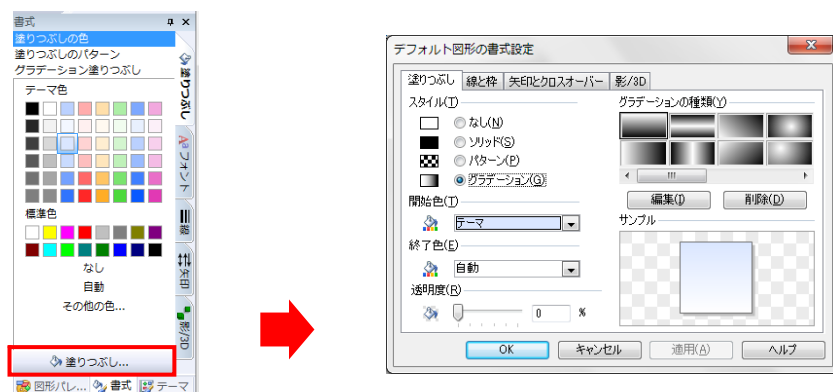 書式
塗りつぶしの色
塗りつぶしのパターン
グラデーション塗りつぶし
テーマ色
標準色
なし
自動
その他の色...
塗りつぶし...
図形パレ...
書式
テーマ
塗りつぶし
Aa フォント
線
矢印
影/3D
デフォルト図形の書式設定
塗りつぶし
線と枠
矢印とクロスオーバー
影/3D
スタイル(T)
なし(N)
ソリッド(S)
パターン(P)
グラデーション(G)
開始色(T)
テーマ
終了色(E)
自動
透明度(R)
0 %
グラデーションの種類(Y)
編集(I)
削除(D)
サンプル
OK
キャンセル
適用(A)
ヘルプ